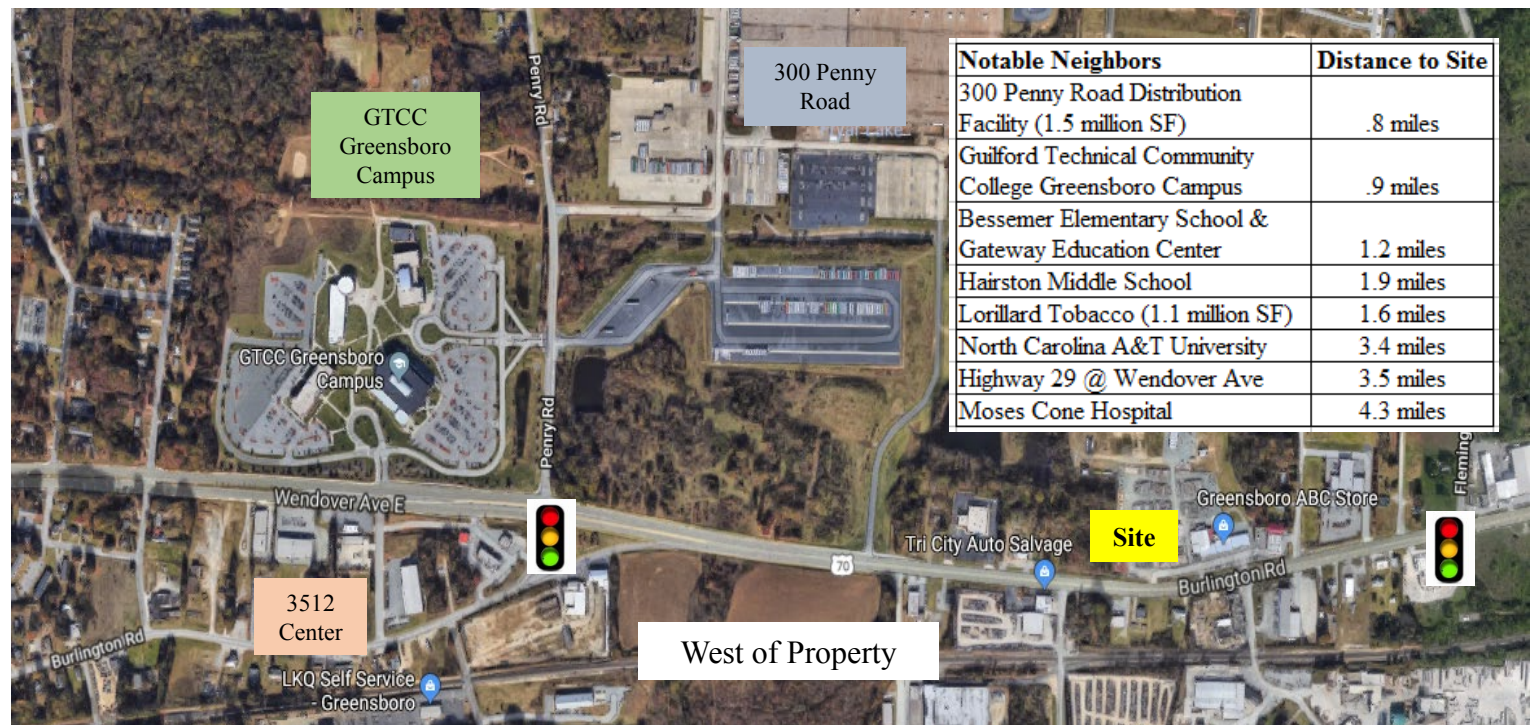 Penry Rd
300 Penny
Road
GTCC
Greensboro
Campus
Notable Neighbors Distance to Site
300 Penny Road Distribution
Facility (1.5 million SF) .8 miles
Guilford Technical Community
College Greensboro Campus .9 miles
Bessemer Elementary School &
Gateway Education Center 1.2 miles
Hairston Middle School 1.9 miles
Lorillard Tobacco (1.1 million SF) 1.6 miles
North Carolina A&T University 3.4 miles
Highway 29 @ Wendover Ave 3.5 miles
Moses Cone Hospital 4.3 miles
GTCC Greensboro
Campus
Penry Rd
Wendover Ave E
Fleming
Greensboro ABC Store
Tri City Auto Salvage
Site
70
Burlington Rd
3512
Center
Burlington Rd
West of Property
LKQ Self Service
- Greensboro